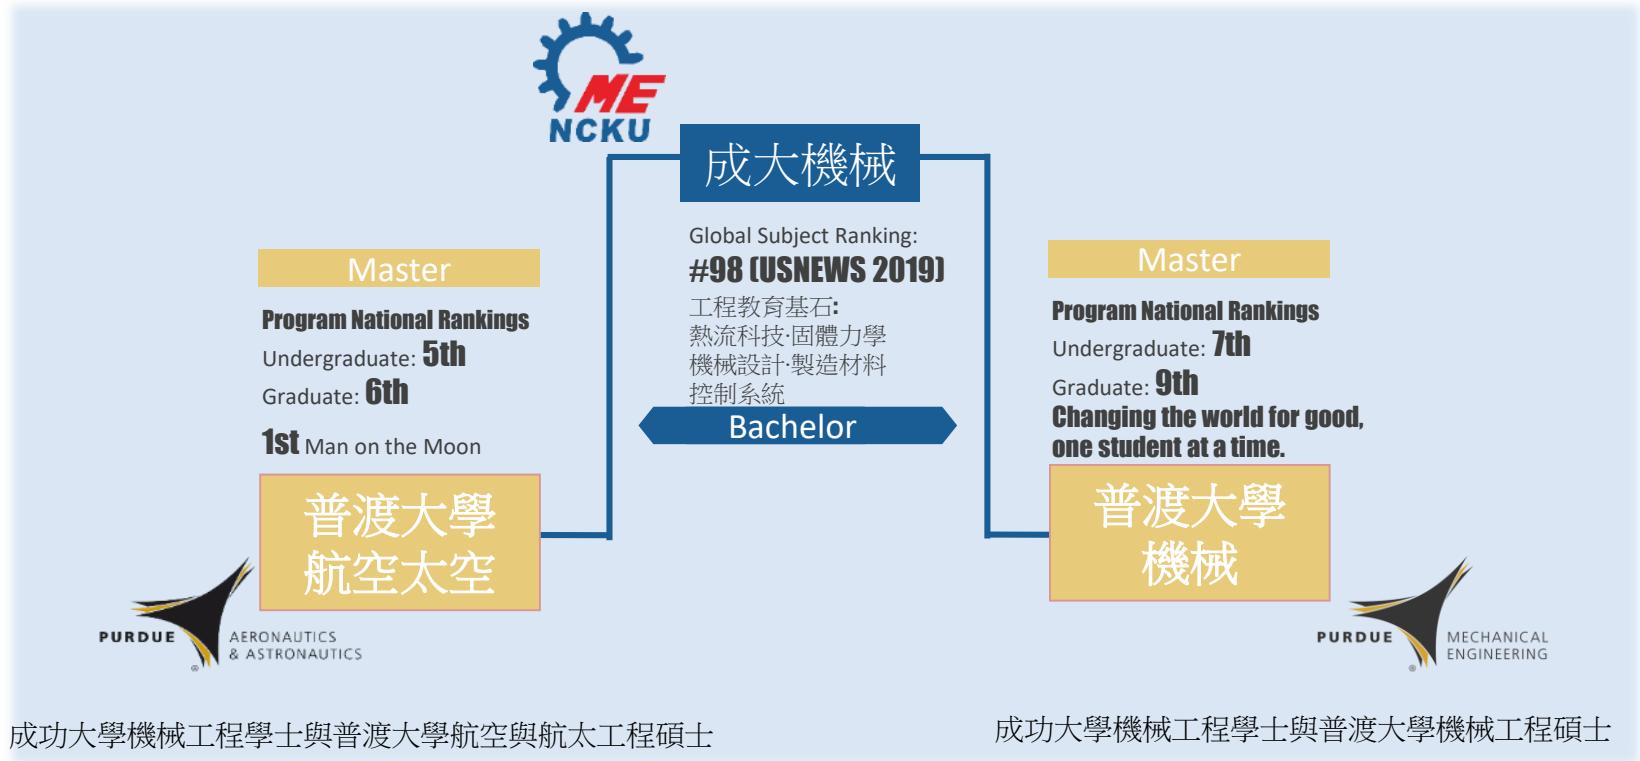 ME
NCKU
成大機械
Global Subject Ranking:
#98 (USNEWS 2019)
工程教育基石:
熱流科技·固體力學
機械設計·製造材料
控制系統
Bachelor
Master
Program National Rankings
Undergraduate: 5th
Graduate: 6th
1st Man on the Moon
普渡大學
航空太空
PURDUE
AERONAUTICS
& ASTRONAUTICS
®
成功大學機械工程學士與普渡大學航空與航太工程碩士
Master
Program National Rankings
Undergraduate: 7th
Graduate: 9th
Changing the world for good,
one student at a time.
普渡大學
機械
PURDUE
MECHANICAL
ENGINEERING
®
成功大學機械工程學士與普渡大學機械工程碩士